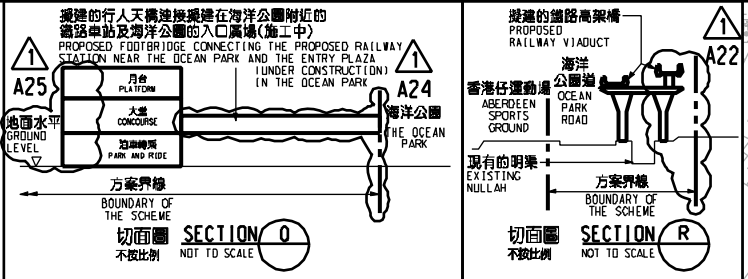 擬建的行人天橋連接擬建在海洋公園附近的
鐵路車站及海洋公園的入口廣場(施工中)
PROPOSED FOOTBRIDGE CONNECTING THE PROPOSED RAILWAY
STATION NEAR THE OCEAN PARK AND THE ENTRY PLAZA
(UNDER CONSTRUCTION)
IN THE OCEAN PARK
1
A25
1
A24
月台
PLATFORM
大堂
CONCOURSE
泊車轉乘
PARK AND RIDE
地面水平
GROUND
LEVEL
海洋公園
THE OCEAN
PARK
方案界線
BOUNDARY OF
THE SCHEME
切面圖
不按比例
SECTION O
NOT TO SCALE
擬建的鐵路高架橋
PROPOSED
RAILWAY VIADUCT
1
A22
海洋
公園道
OCEAN
PARK
ROAD
香港仔運動場
ABERDEEN
SPORTS
GROUND
現有的明渠
EXISTING
NULLAH
方案界線
BOUNDARY OF
THE SCHEME
切面圖
不按比例
SECTION R
NOT TO SCALE